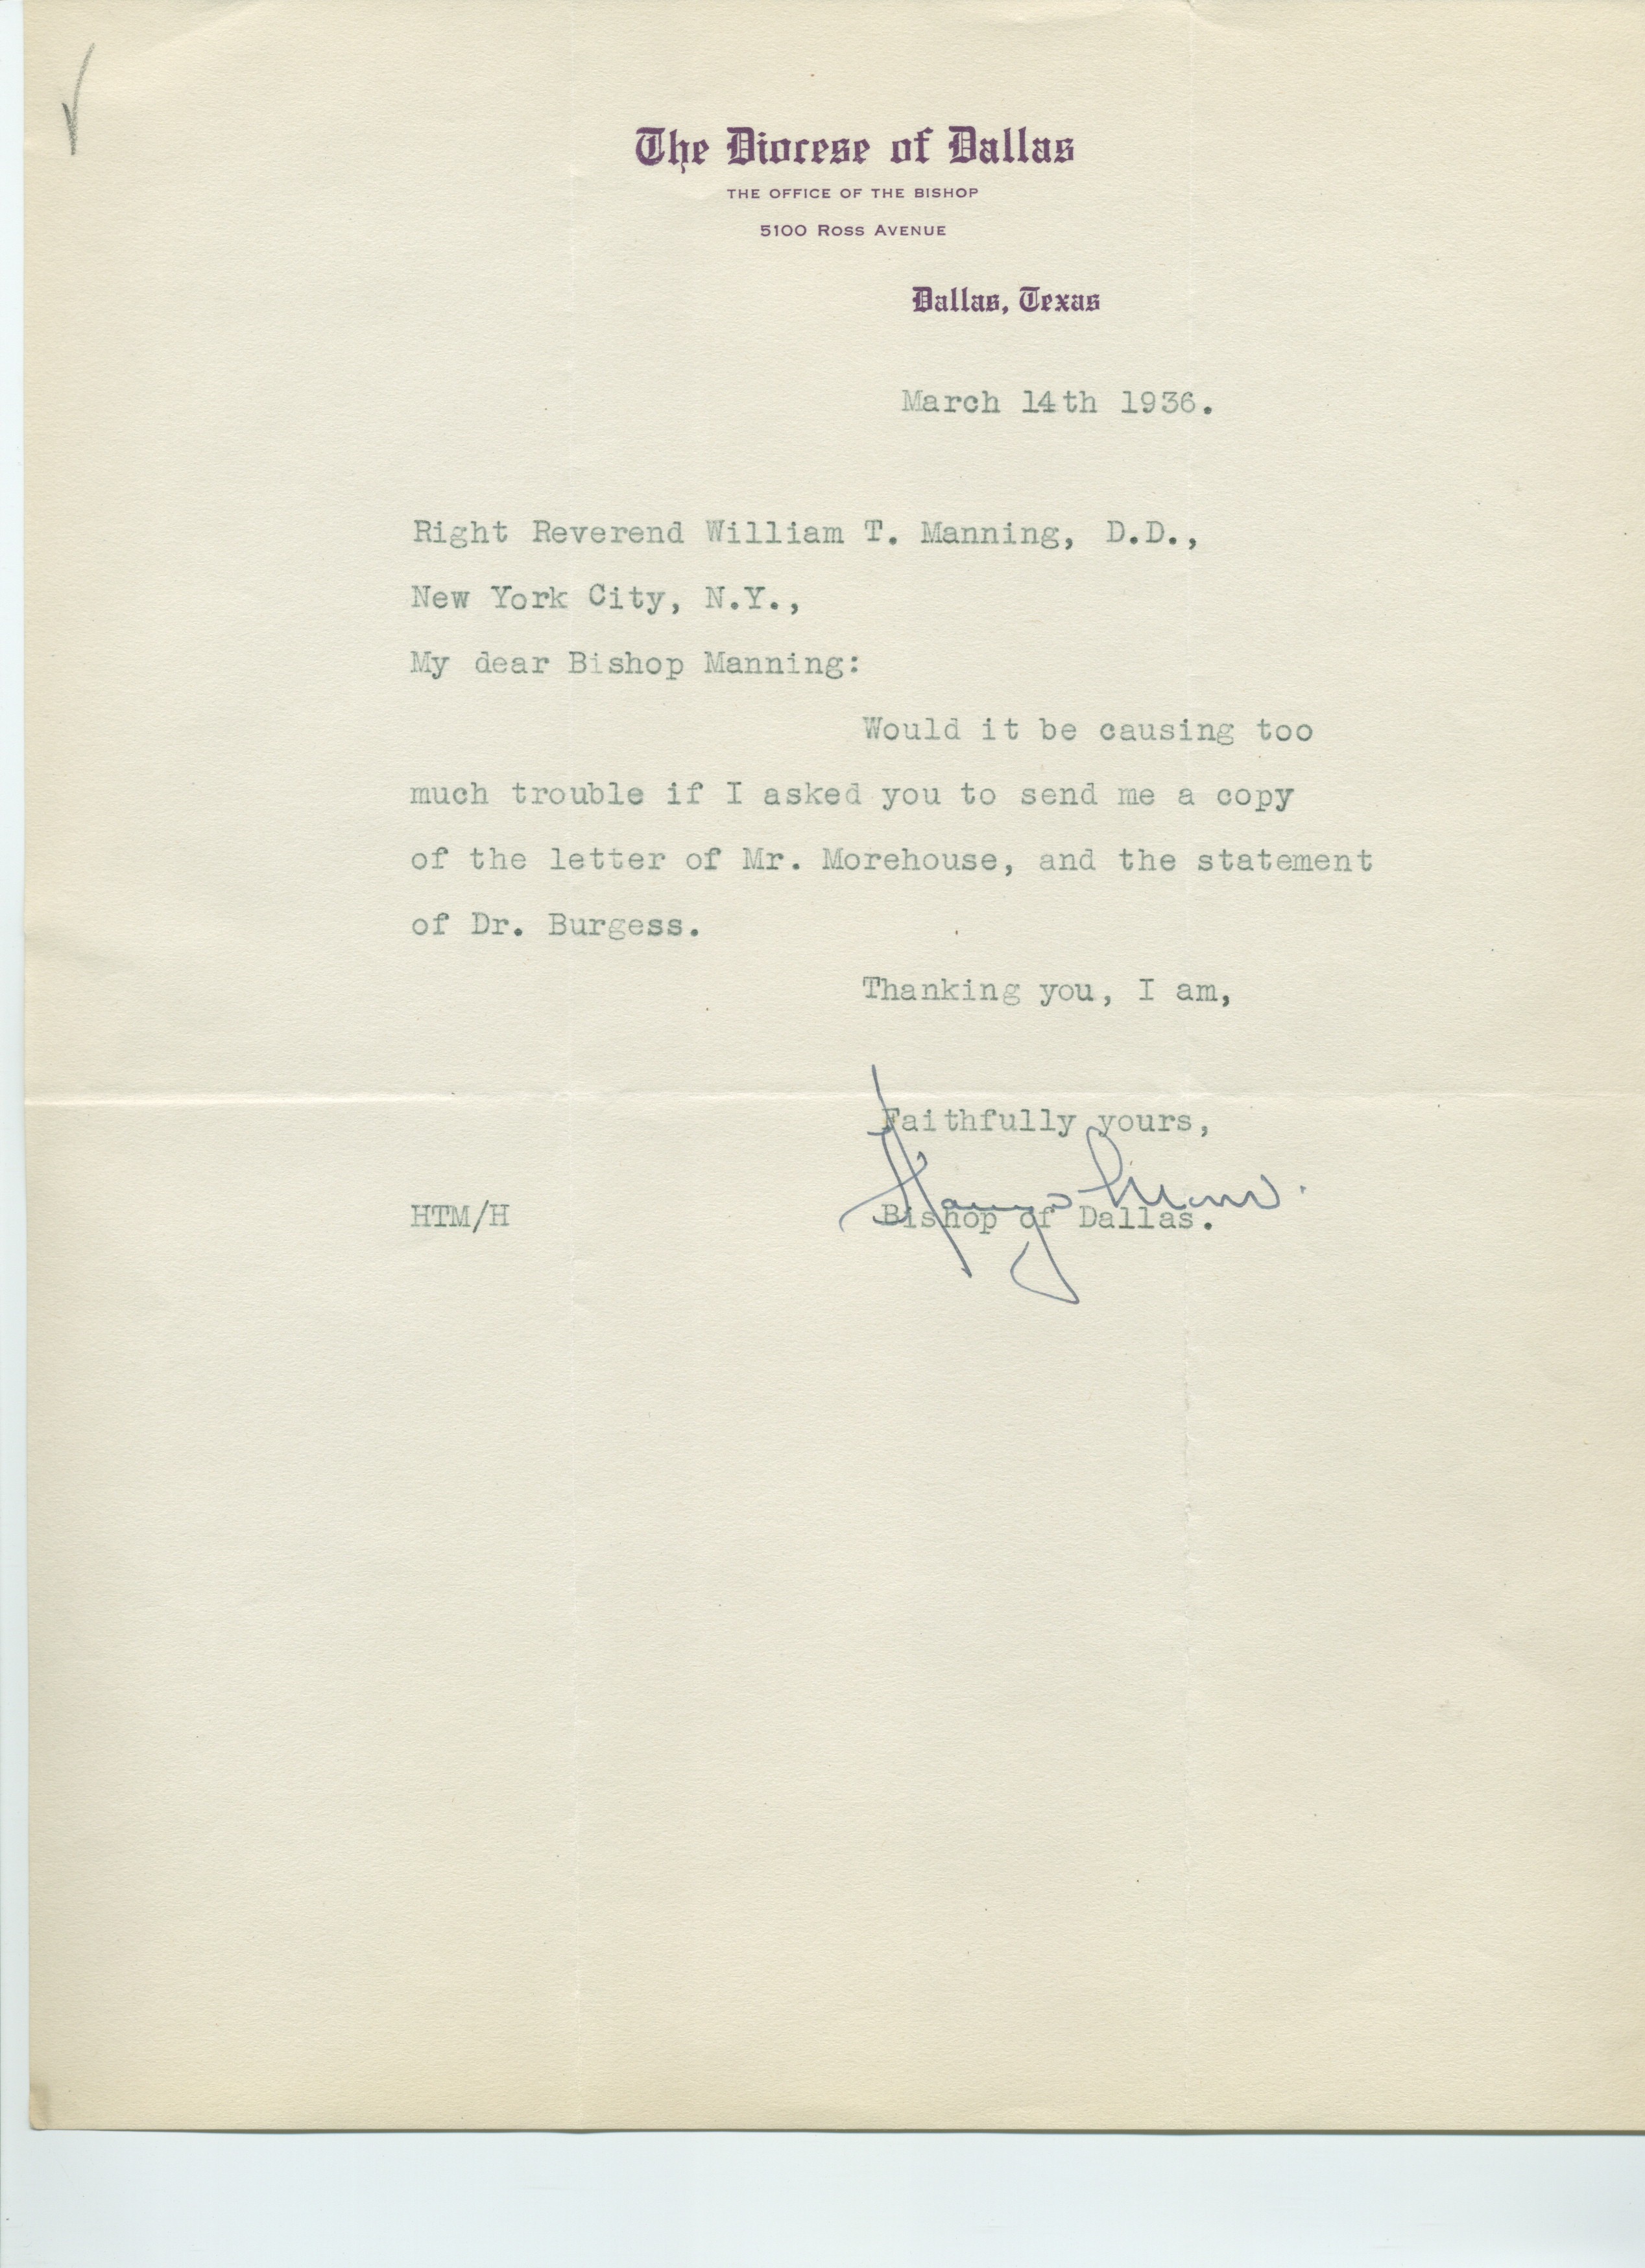 The Diocese of Dallas
THE OFFICE OF THE BISHOP
5100 ROSS AVENUE
Dallas, Texas
March 14th 1936.
Right Reverend William T. Manning, D.D.,
New York City, N.Y.,
My dear Bishop Manning:
Would it be causing too
much trouble if I asked you to send me a copy
of the letter of Mr. Morehouse, and the statement
of Dr. Burgess.
Thanking you, I am,
Faithfully yours,
Harry T. Moore.
HTM/H Bishop of Dallas.